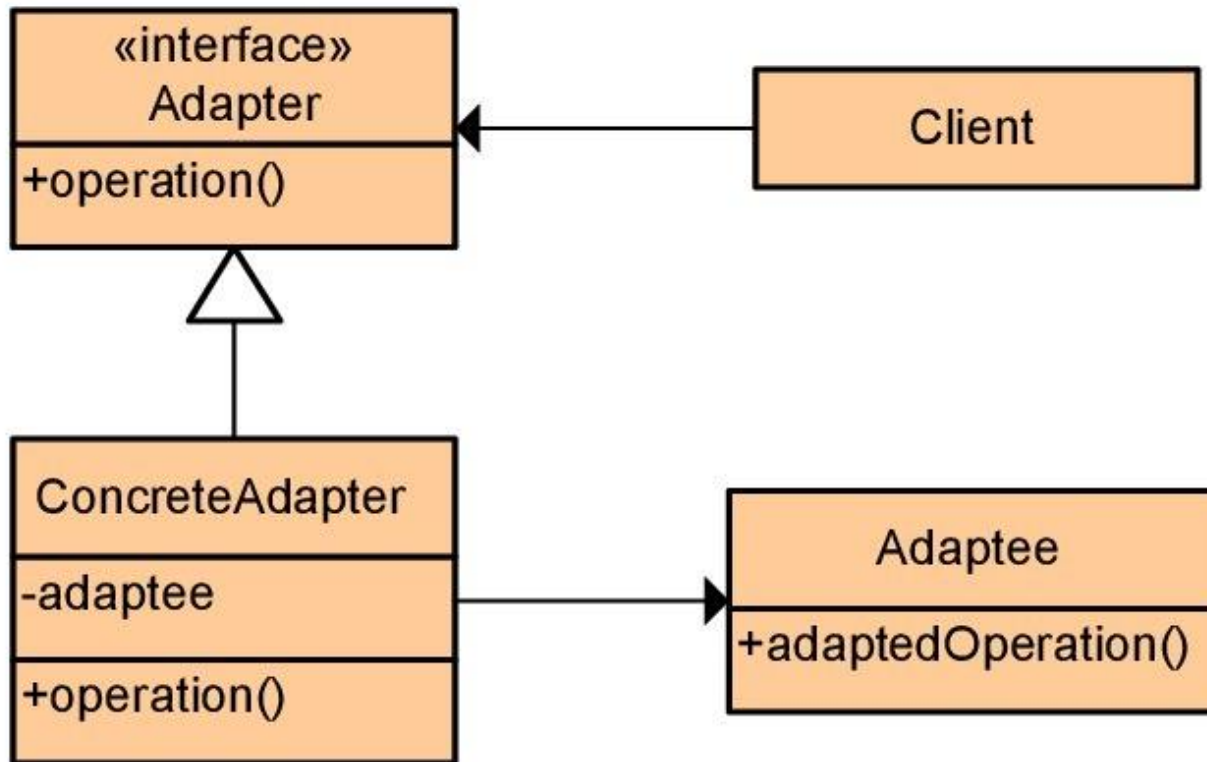 «interface»
Adapter
+operation()
Client
ConcreteAdapter
-adaptee
+operation()
Adaptee
+adaptedOperation()